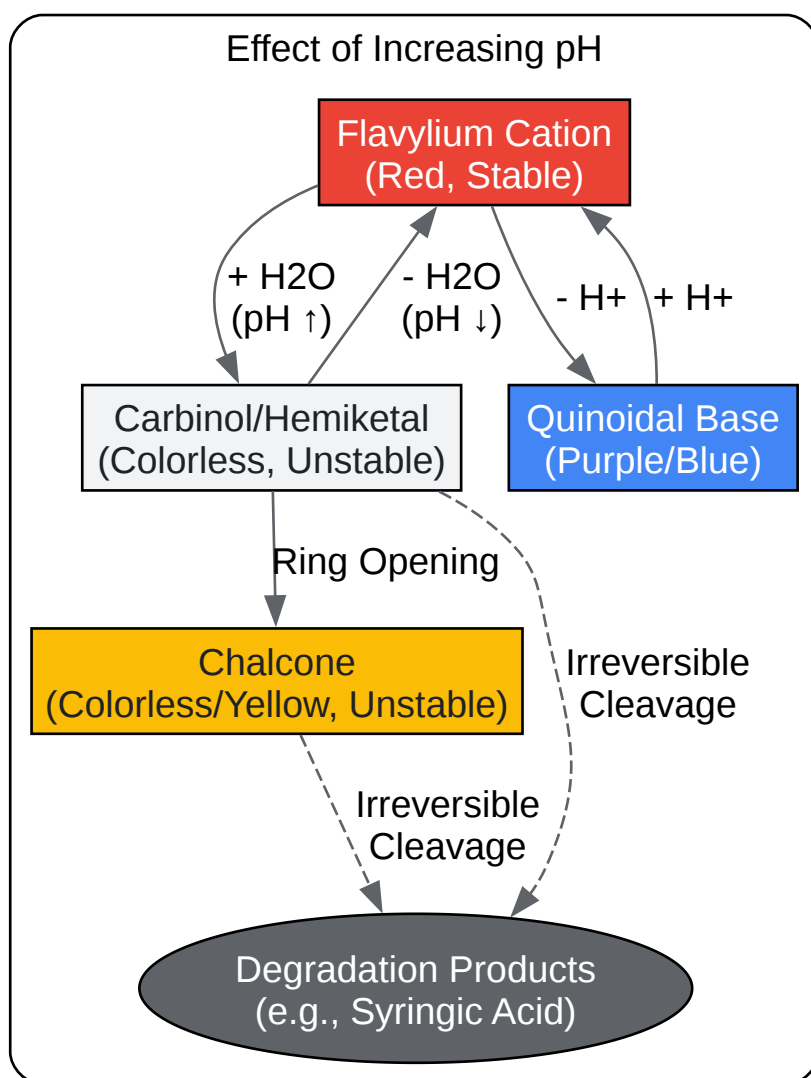 Effect of Increasing pH
Flavylium Cation
(Red, Stable)
+ H2O
(pH ↑)
- H2O
(pH ↓)
- H+
+ H+
Carbinol/Hemiketal
(Colorless, Unstable)
Quinoidal Base
(Purple/Blue)
Ring Opening
Chalcone
(Colorless/Yellow, Unstable)
Irreversible
Cleavage
Irreversible
Cleavage
Degradation Products
(e.g., Syringic Acid)